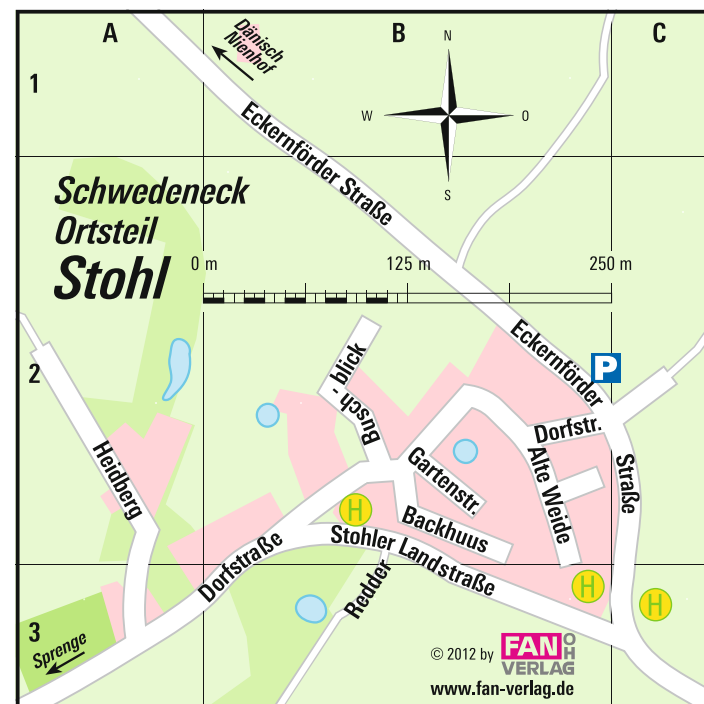 A
B
C
Dänisch
Nienhof
N
W
O
S
1
Eckernförder Straße
Schwedeneck
Ortsteil
Stohl
0 m
125 m
250 m
Eckernförder
Straße
P
2
Busch-
blick
Dorfstr.
Heidberg
Gartenstr.
Alte Weide
H
Backhuus
Stohler Landstraße
Dorfstraße
Redder
H
H
3
Sprenge
© 2012 by FAN OHG
VERLAG
www.fan-verlag.de